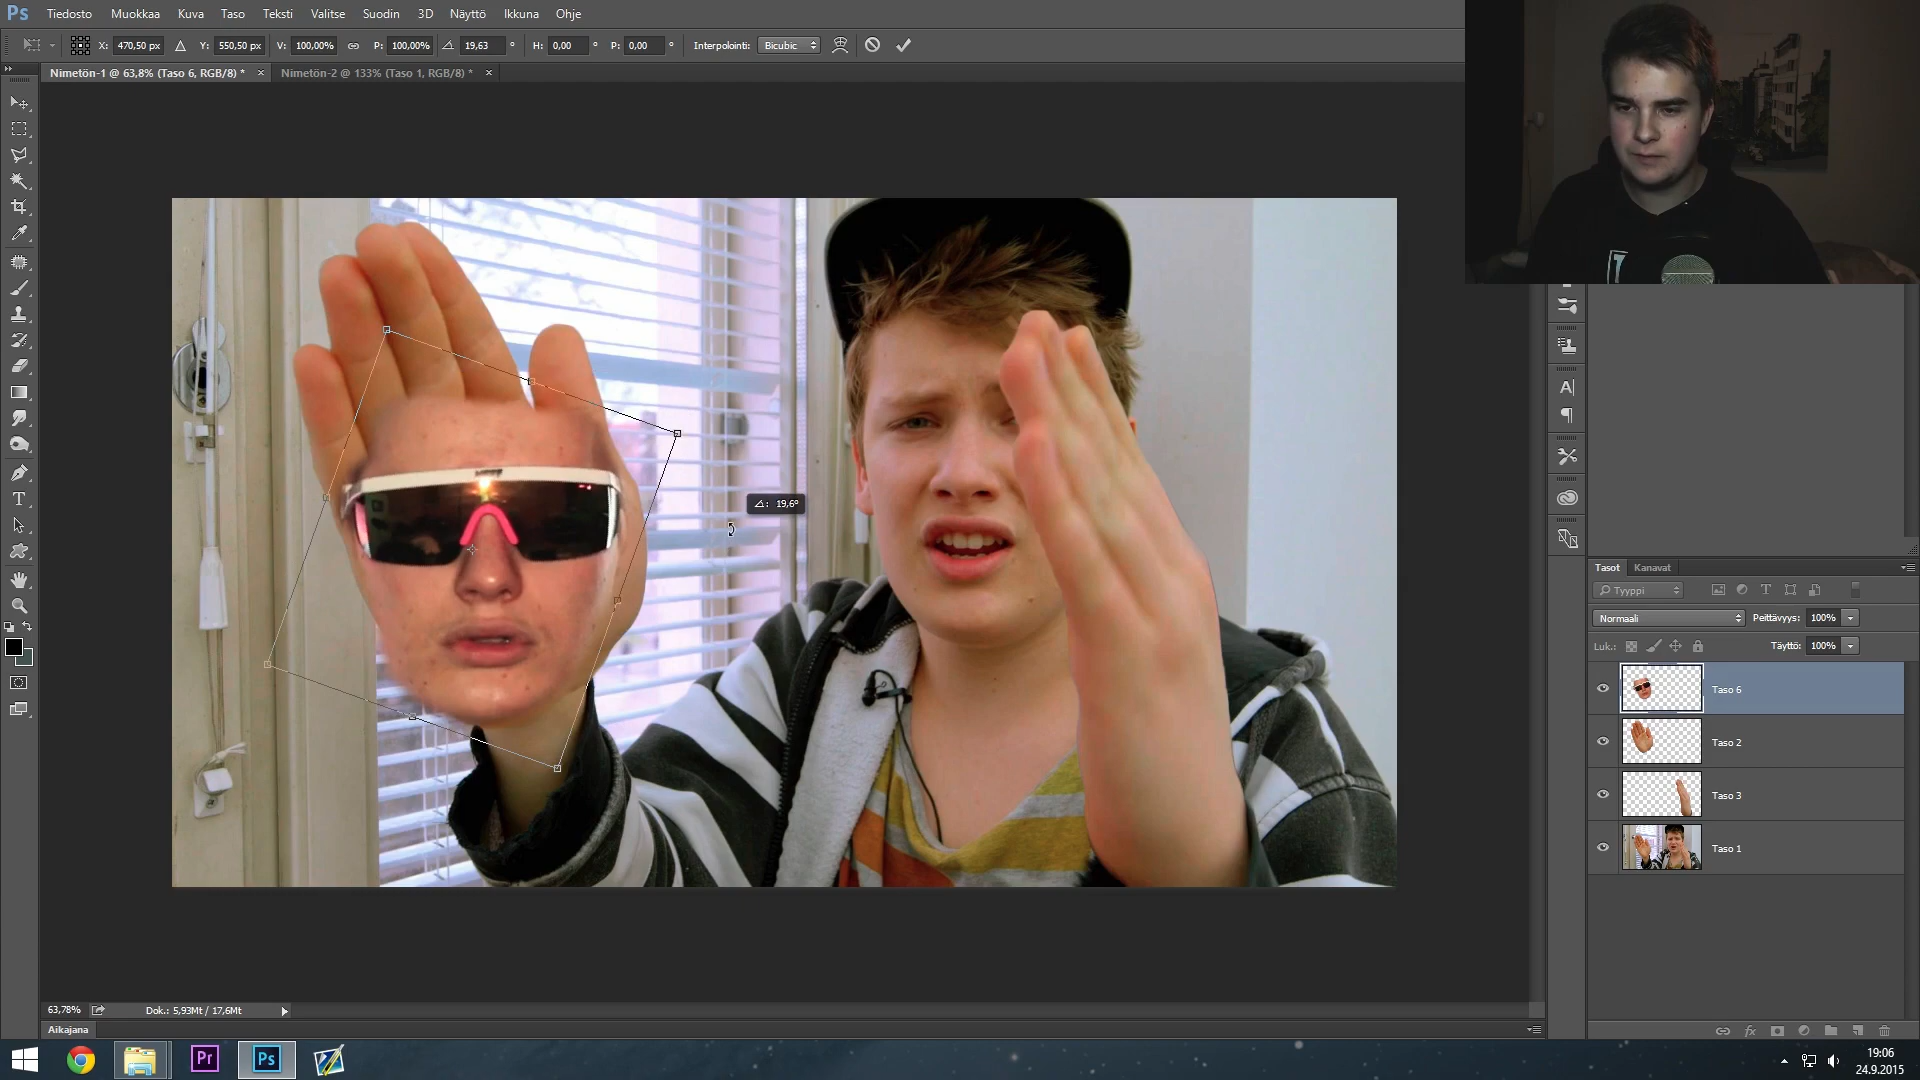 Ps Tiedosto Muokkaa Kuva Taso Teksti Valitse Suodin 3D Näyttö Ikkuna Ohje
X: 470,50 px Y: 550,50 px V: 100,00% P: 100,00% 19,63 ° H: 0,00 ° P: 0,00 ° Interpolointi: Bicubic
Nimetön-1 @ 63,8% (Taso 6, RGB/8) * × Nimetön-2 @ 133% (Taso 1, RGB/8) * ×
19,6°
Tasot Kanavat
Tyyppi
Normaali Peittävyys: 100%
Luk.: Täyttö: 100%
Taso 6
Taso 2
Taso 3
Taso 1
63,78% Dok.: 5,93Mt / 17,6Mt
Aikajana
Pr Ps
19:06
24.9.2015